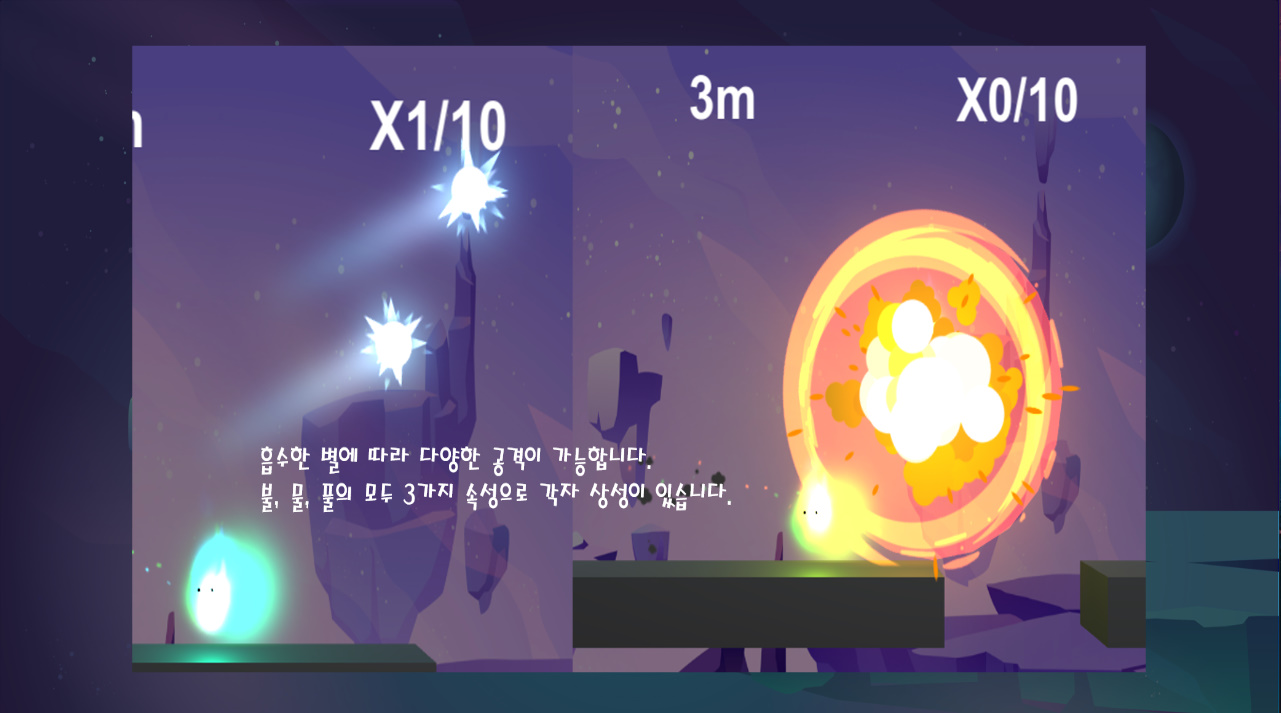 X1/10
3m
X0/10
흡수한 별에 따라 다양한 공격이 가능합니다.
불, 물, 풀의 모두 3가지 속성으로 각자 상성이 있습니다.